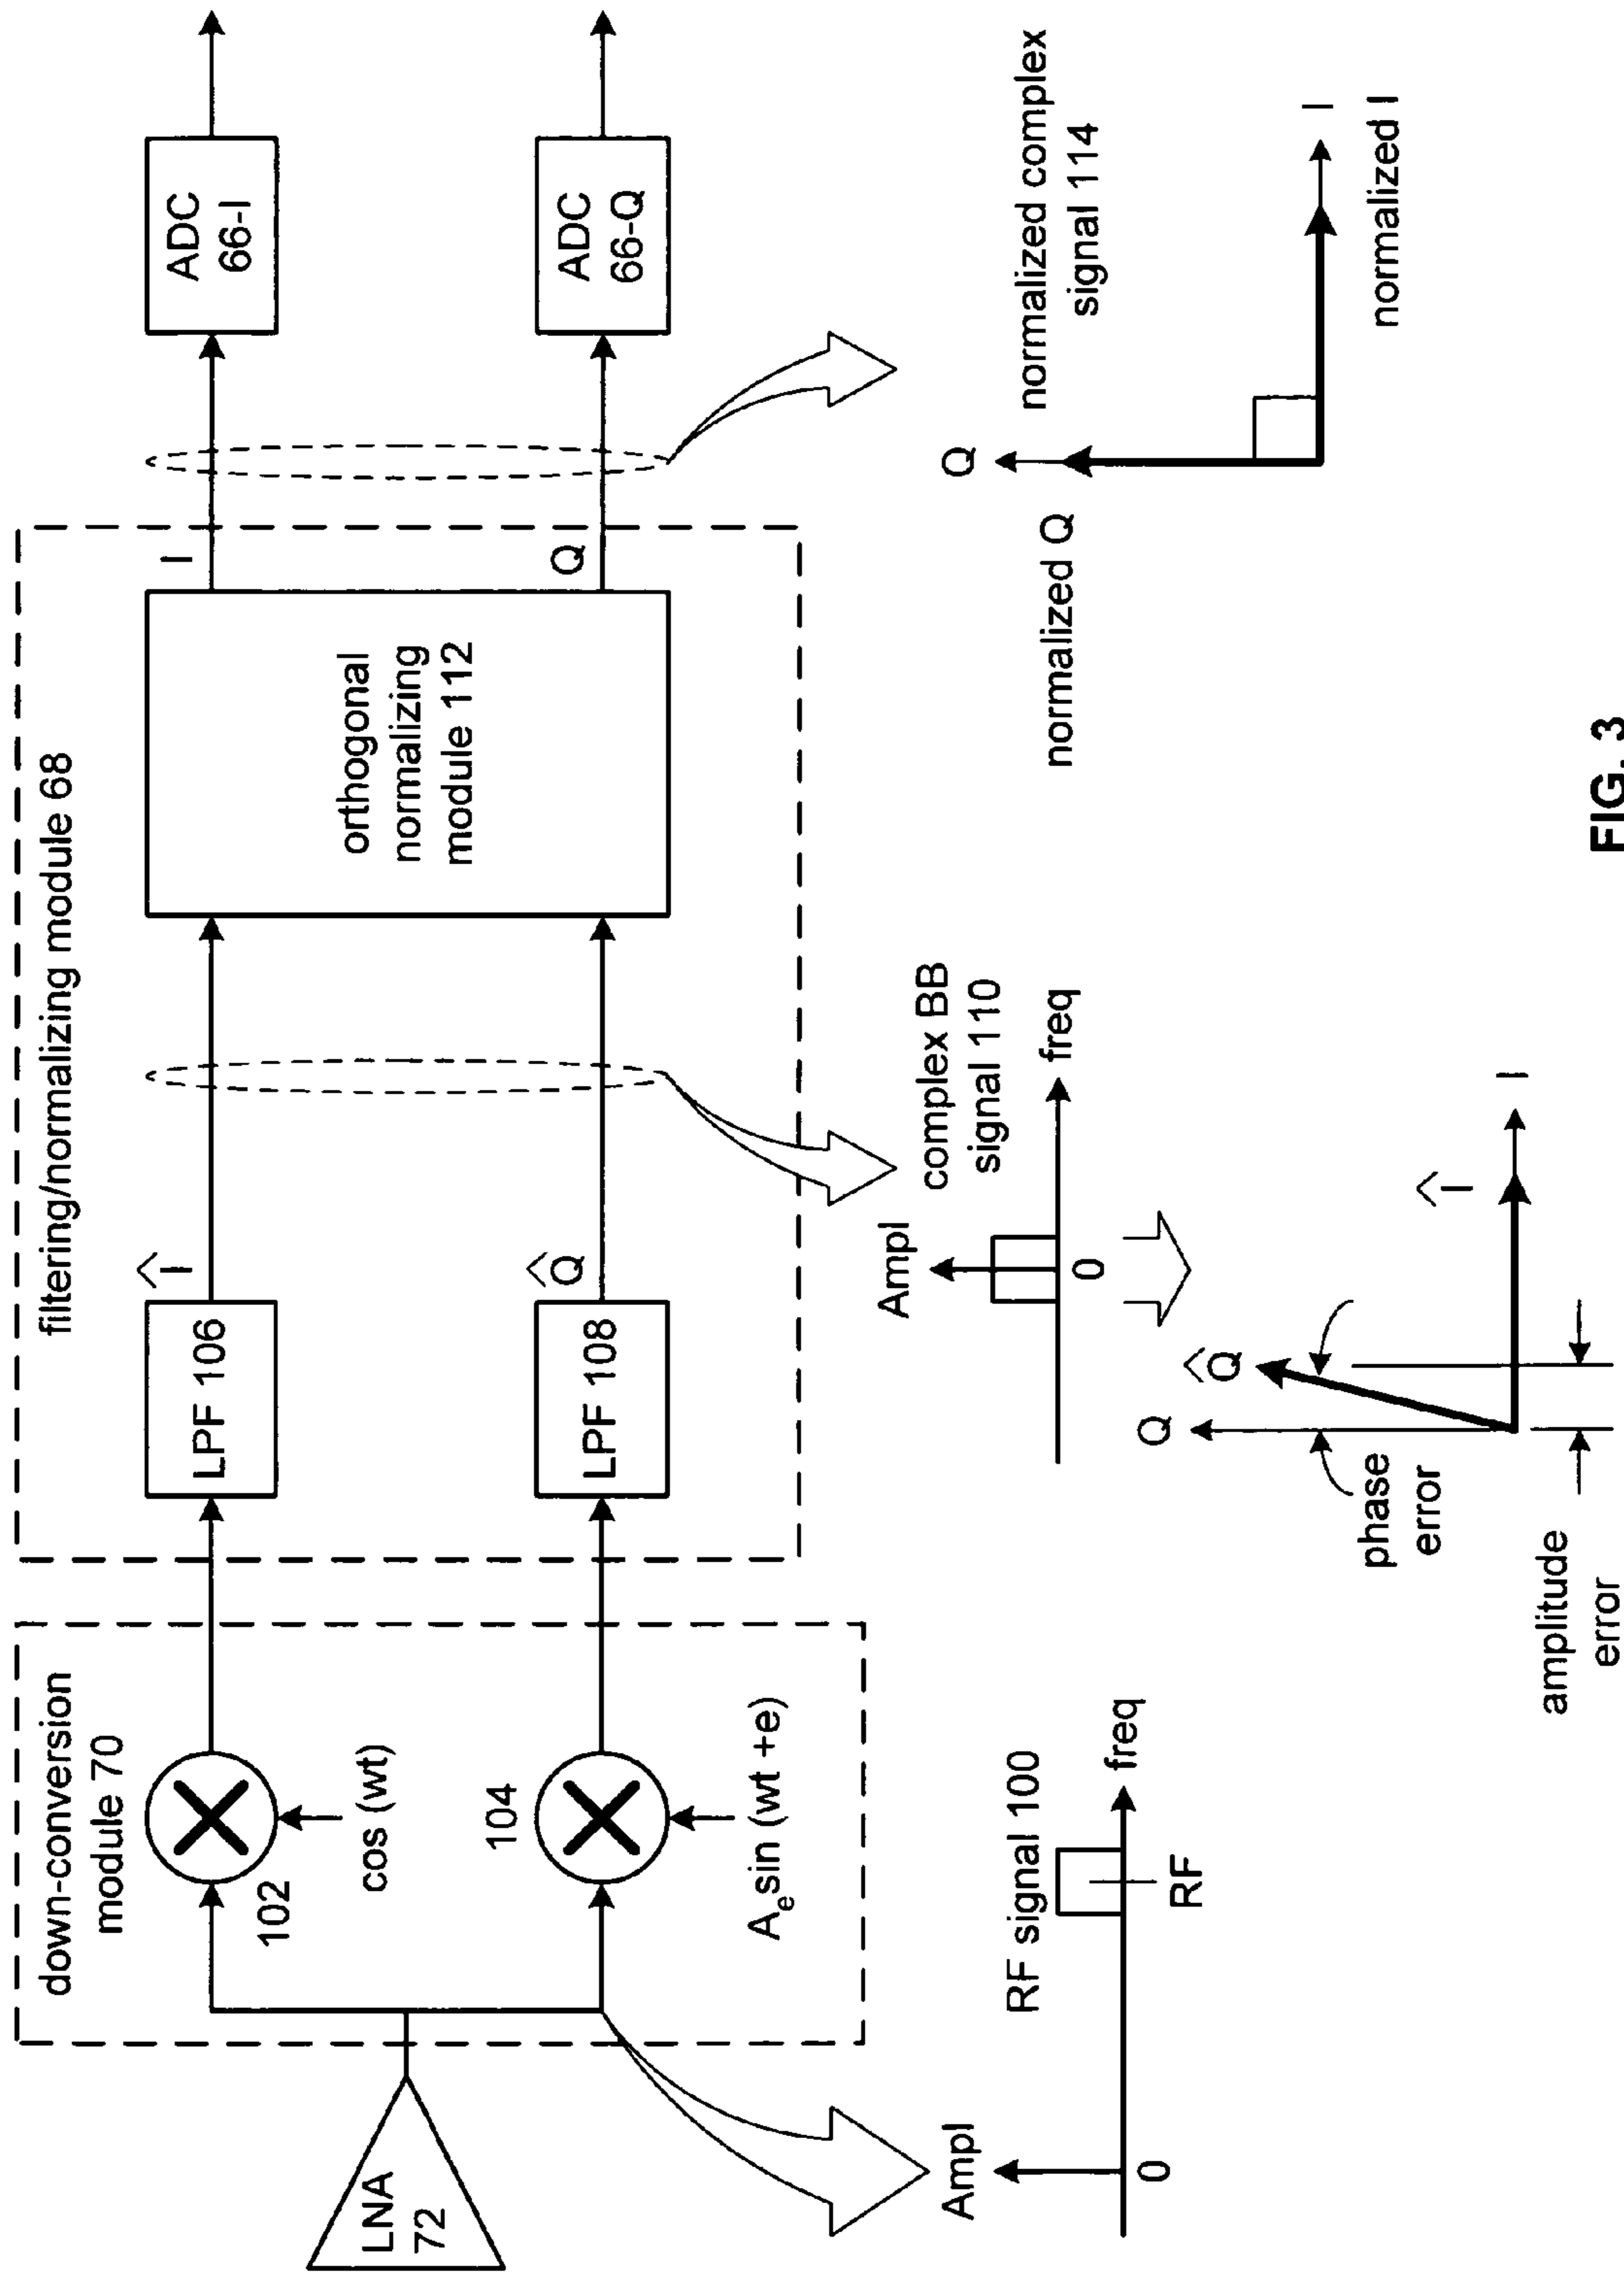 down-conversion
module 70
filtering/normalizing module 68
LNA
72
102
cos (wt)
104
A_e sin (wt +e)
LPF 106
Î
LPF 108
Q̂
orthogonal
normalizing
module 112
I
Q
ADC
66-I
ADC
66-Q
Ampl
RF signal 100
0
RF
freq
Ampl
complex BB
signal 110
0
freq
Q
Q̂
Î
I
phase
error
amplitude
error
Q
normalized complex
signal 114
normalized Q
I
normalized I
FIG. 3